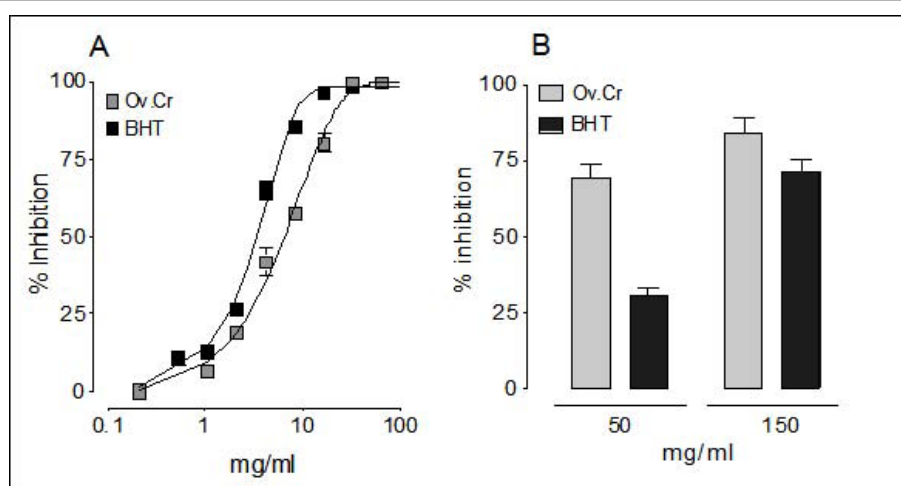 A
100
75
50
25
0
% Inhibition
Ov.Cr
BHT
0.1 1 10 100
mg/ml
B
100
75
50
25
0
% inhibition
Ov.Cr
BHT
50 150
mg/ml